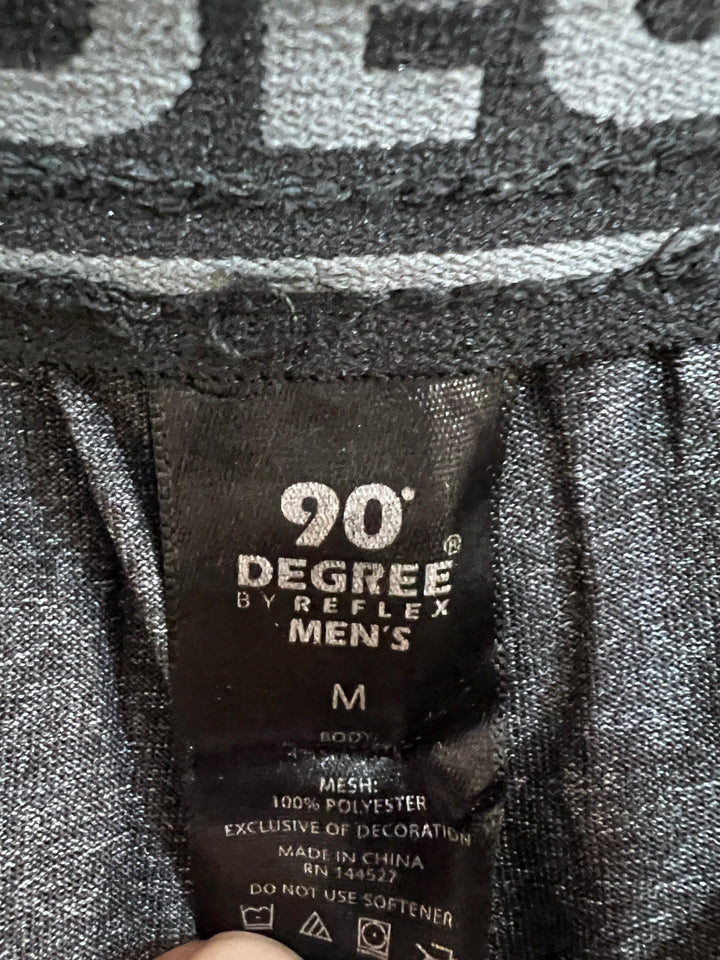 90°
DEGREE®
BY REFLEX
MEN'S
M
BODY:
MESH:
100% POLYESTER
EXCLUSIVE OF DECORATION
MADE IN CHINA
RN 144527
DO NOT USE SOFTENER